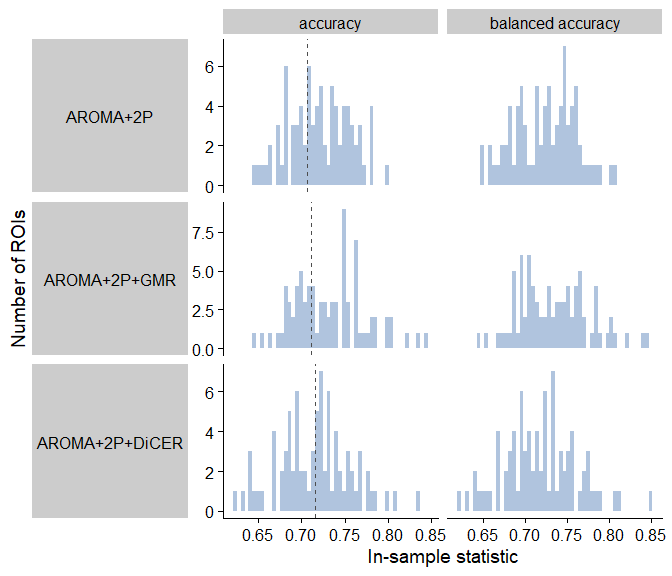 accuracy balanced accuracy
AROMA+2P
6
4
2
0
AROMA+2P+GMR
7.5
5.0
2.5
0.0
AROMA+2P+DiCER
6
4
2
0
Number of ROIs
0.65 0.70 0.75 0.80 0.85 0.65 0.70 0.75 0.80 0.85
In-sample statistic